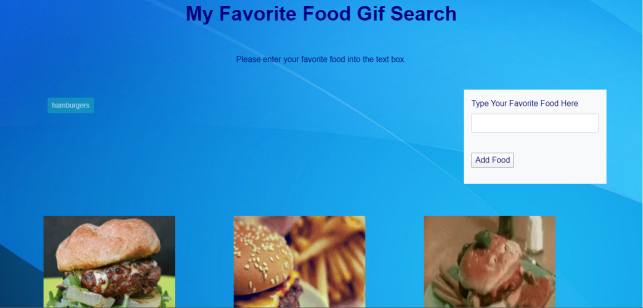 My Favorite Food Gif Search
Please enter your favorite food into the text box.
hamburgers
Type Your Favorite Food Here
Add Food